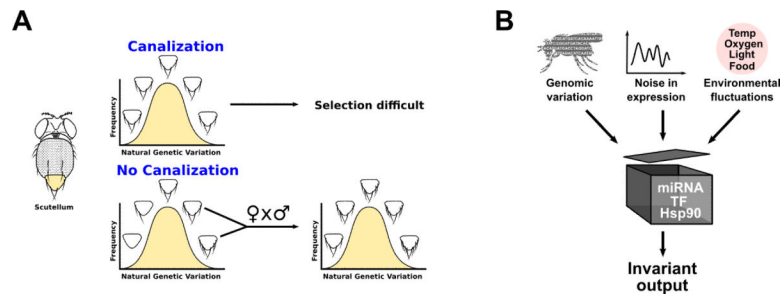 A
Canalization
Frequency
Natural Genetic Variation
Selection difficult
Scutellum
No Canalization
Frequency
Natural Genetic Variation
♀x♂
Frequency
Natural Genetic Variation
B
Genomic
variation
Noise in
expression
Temp
Oxygen
Light
Food
Environmental
fluctuations
miRNA
TF
Hsp90
Invariant
output